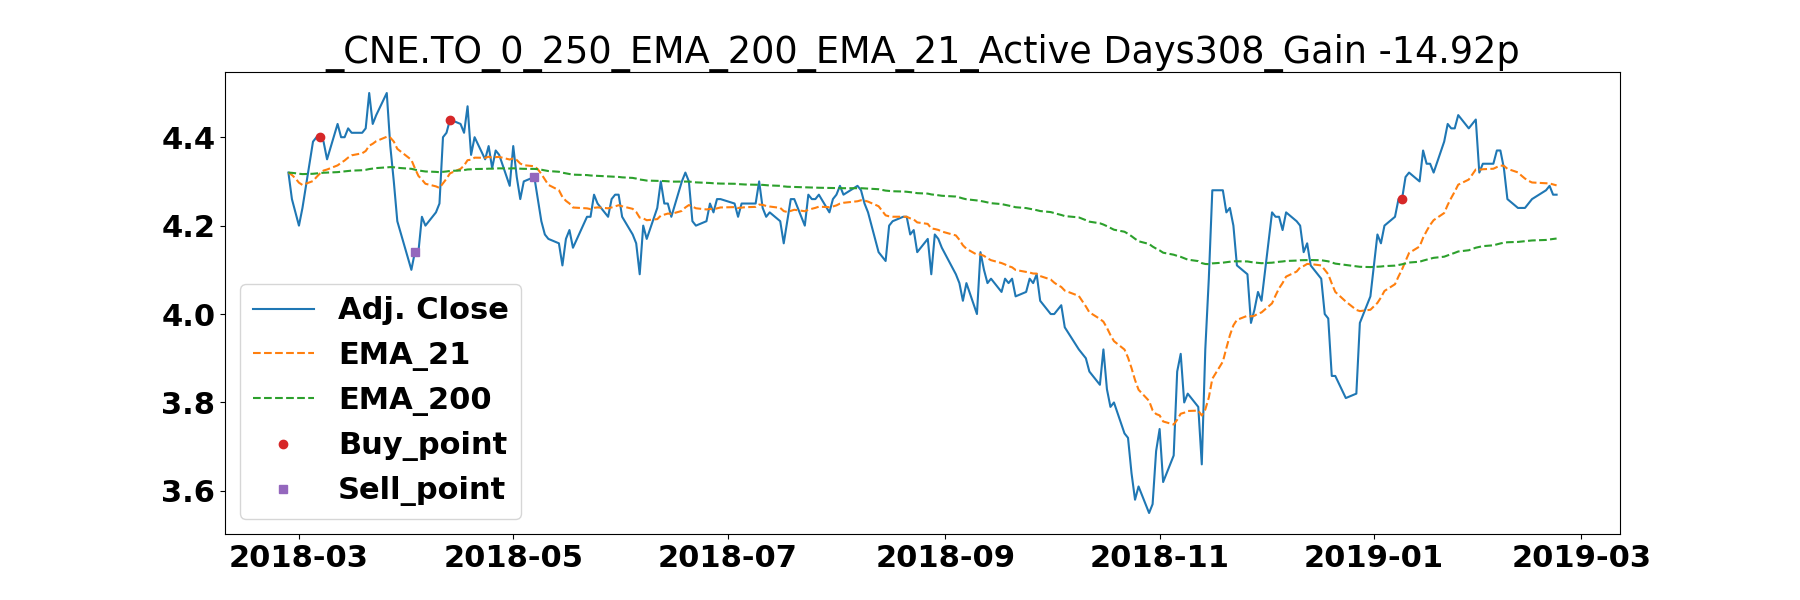 _CNE.TO_0_250_EMA_200_EMA_21_Active Days308_Gain -14.92p
4.4
4.2
4.0
3.8
3.6
Adj. Close
EMA_21
EMA_200
Buy_point
Sell_point
2018-03 2018-05 2018-07 2018-09 2018-11 2019-01 2019-03